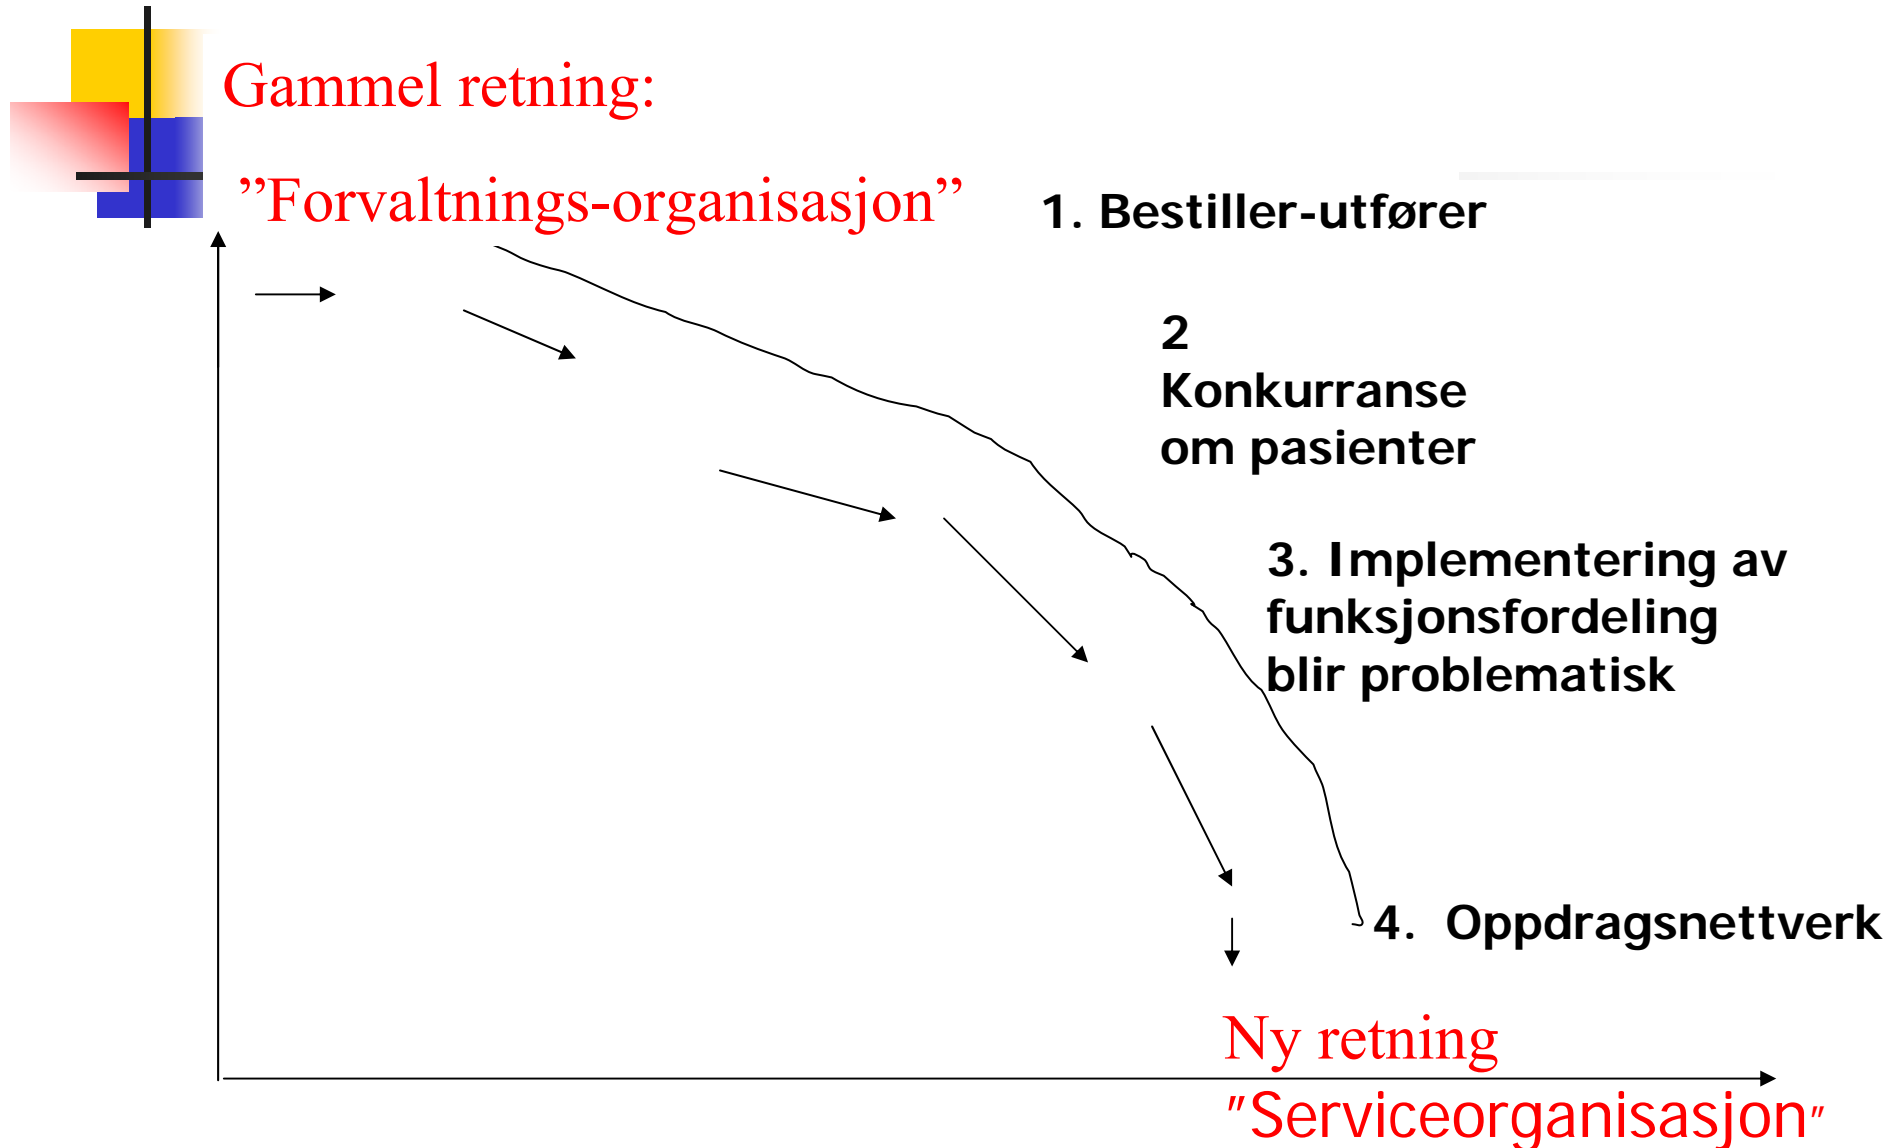 Gammel retning:
”Forvaltnings-organisasjon”
1. Bestiller-utfører
2
Konkurranse
om pasienter
3. Implementering av
funksjonsfordeling
blir problematisk
4. Oppdragsnettverk
Ny retning
”Serviceorganisasjon”